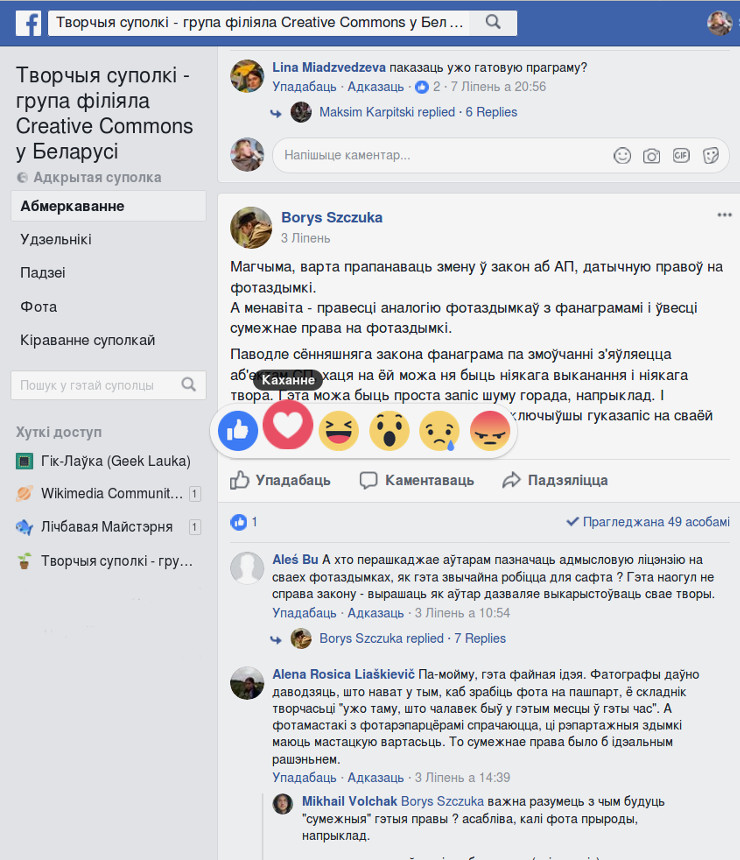 Творчыя суполкі - група філіяла Creative Commons у Бел ...
Творчыя суполкі -
група філіяла
Creative Commons
у Беларусі
Адкрытая суполка
Абмеркаванне
Удзельнікі
Падзеі
Фота
Кіраванне суполкай
Пошук у гэтай суполцы
Хуткі доступ
Гік-Лаўка (Geek Lauka)
Wikimedia Communit... 1
Лічбавая Майстэрня 1
Творчыя суполкі - гру...
Lina Miadzvedzeva паказаць ужо гатовую праграму?
Упадабаць · Адказаць · 2 · 7 Ліпень а 20:56
Maksim Karpitski replied · 6 Replies
Напішыце каментар...
GIF
Borys Szczuka
3 Ліпень
Магчыма, варта прапанаваць змену ў закон аб АП, датычную правоў на
фотаздымкі.
А менавіта - правесці аналогію фотаздымкаў з фанаграмамі і ўвесці
сумежнае права на фотаздымкі.
Паводле сённяшняга закона фанаграма па змоўчанні з'яўляецца
аб'ектам СП, хаця на ёй можа ня быць ніякага выканання і ніякага
твора. Гэта можа быць проста запіс шуму горада, напрыклад. І
ключыўшы гуказапіс на сваёй
Каханне
Упадабаць Каментаваць Падзяліцца
1 Прагледжана 49 асобамі
Aleś Bu А хто перашкаджае аўтарам пазначаць адмысловую ліцэнзію на
сваех фотаздымках, як гэта звычайна робіцца для сафта ? Гэта наогул не
справа закону - вырашаць як аўтар дазваляе выкарыстоўваць свае творы.
Упадабаць · Адказаць · 3 Ліпень а 10:54
Borys Szczuka replied · 7 Replies
Alena Rosica Liaškievič Па-мойму, гэта файная ідэя. Фатографы даўно
даводзяць, што нават у тым, каб зрабіць фота на пашпарт, ё складнік
творчасьці "ужо таму, што чалавек быў у гэтым месцы ў гэты час". А
фотамастакі з фотарэпарцёрамі спрачаюцца, ці рэпартажныя здымкі
маюць мастацкую вартасьць. То сумежнае права было б ідэальным
рашэньнем.
Упадабаць · Адказаць · 3 Ліпень а 14:39
Mikhail Volchak Borys Szczuka важна разумець з чым будуць
"сумежныя" гэтыя правы ? асабліва, калі фота прыроды,
напрыклад.